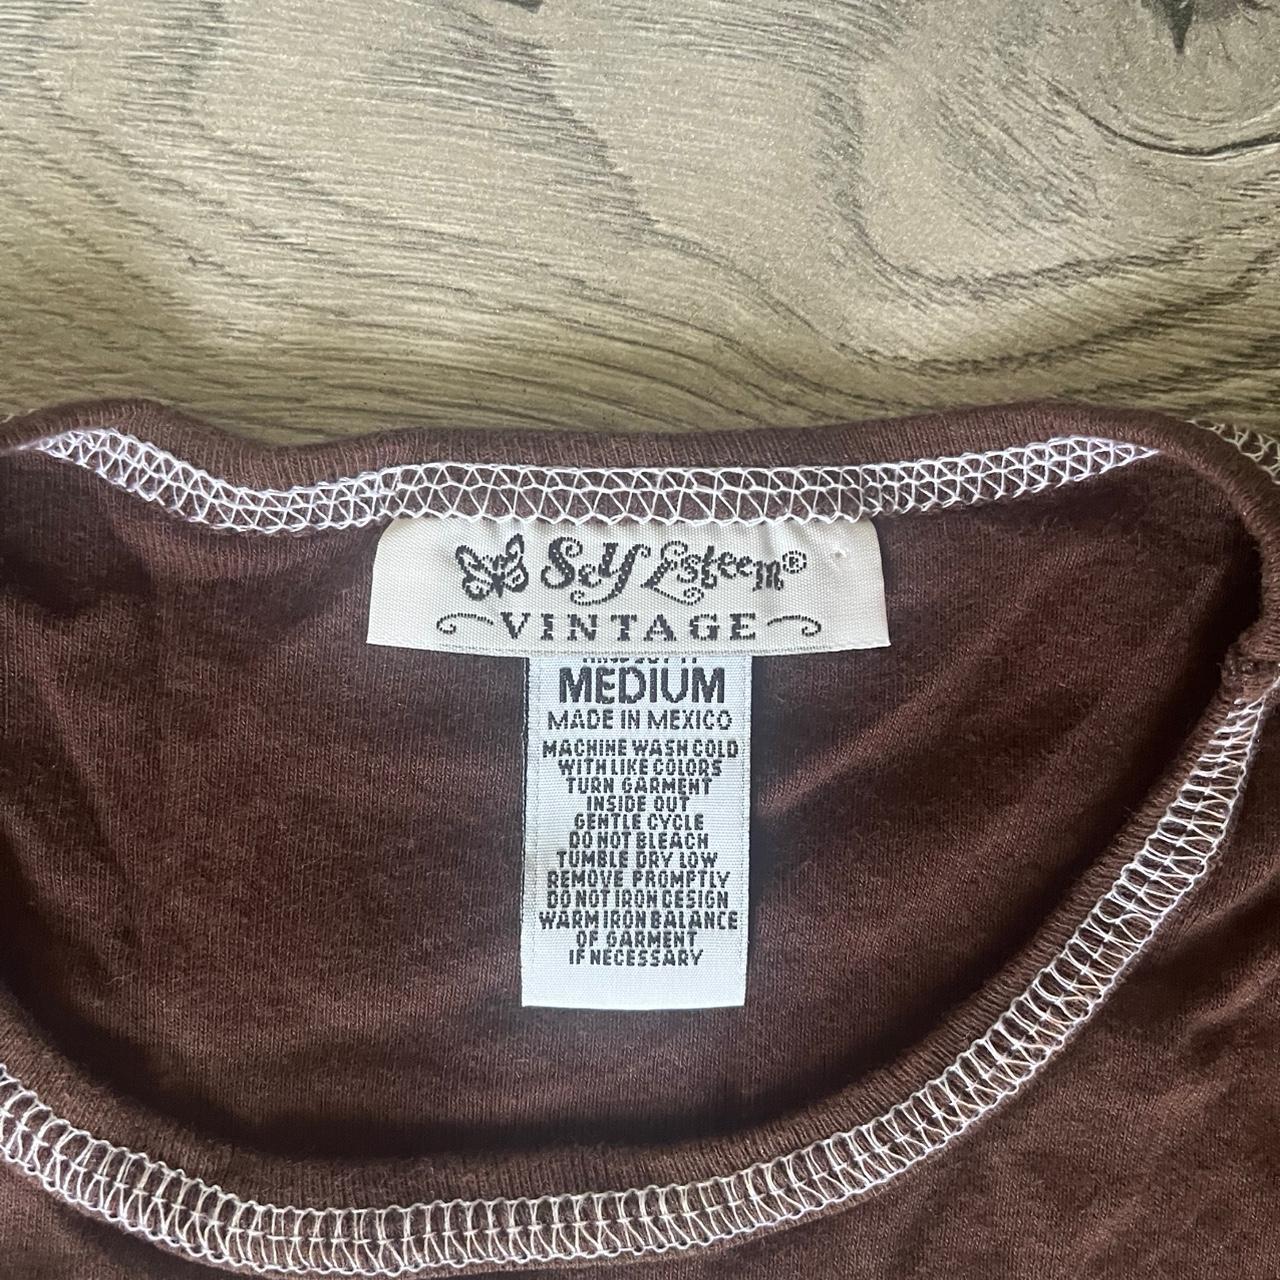 Self Esteem®
VINTAGE
MEDIUM
MADE IN MEXICO
MACHINE WASH COLD
WITH LIKE COLORS
TURN GARMENT
INSIDE OUT
GENTLE CYCLE
DO NOT BLEACH
TUMBLE DRY LOW
REMOVE PROMPTLY
DO NOT IRON DESIGN
WARM IRON BALANCE
OF GARMENT
IF NECESSARY